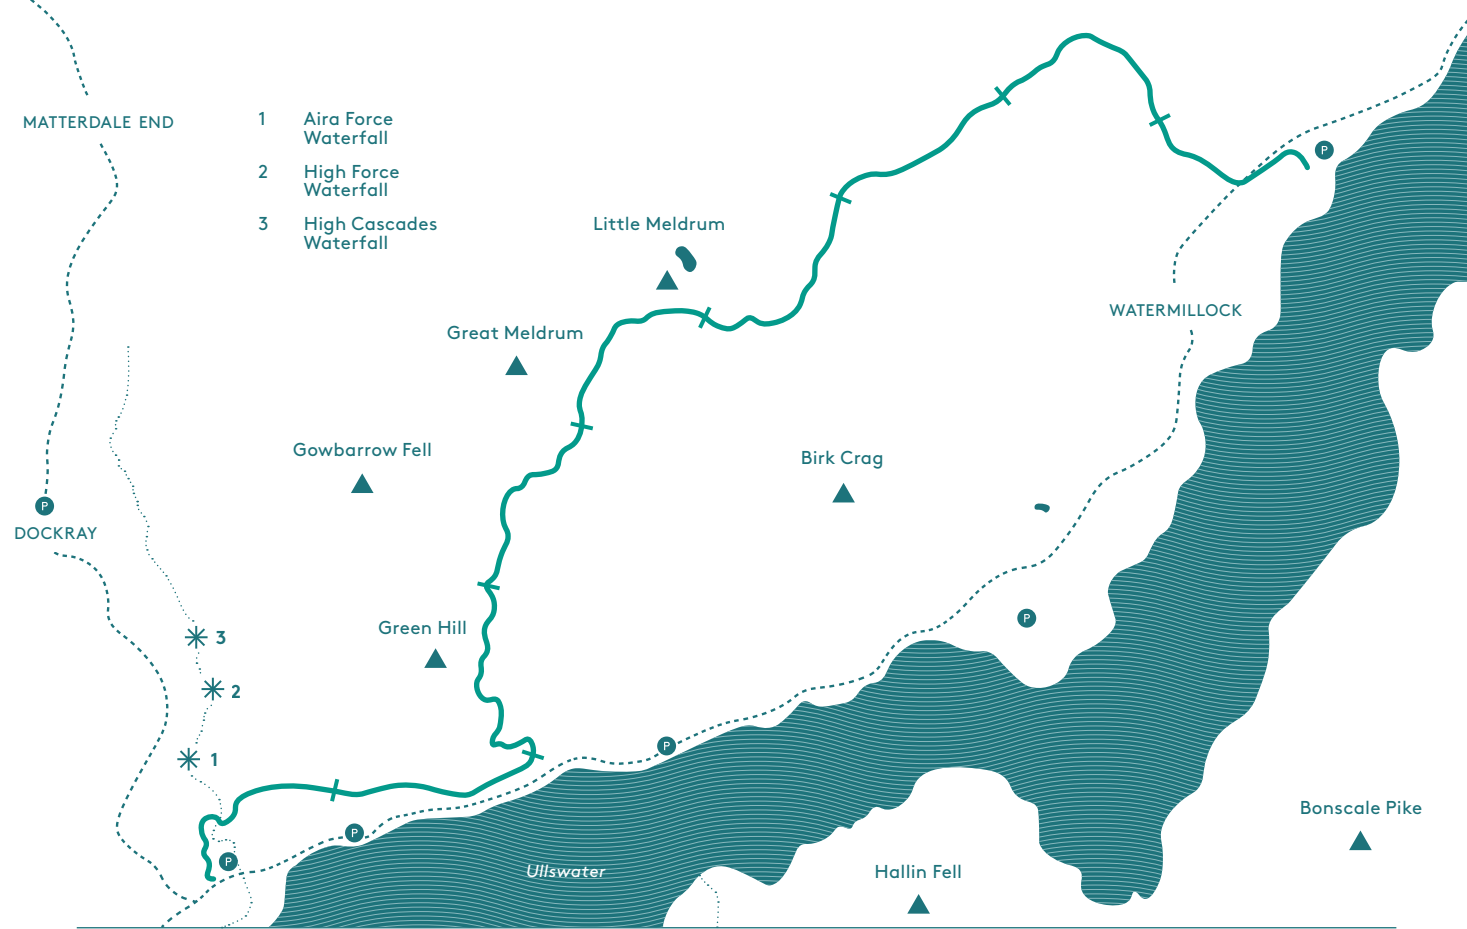 MATTERDALE END
1 Aira Force
Waterfall
2 High Force
Waterfall
3 High Cascades
Waterfall
Little Meldrum
P
Great Meldrum
WATERMILLOCK
Gowbarrow Fell
Birk Crag
P
DOCKRAY
Green Hill
P
3
2
1
P
P
P
Ullswater
Hallin Fell
Bonscale Pike